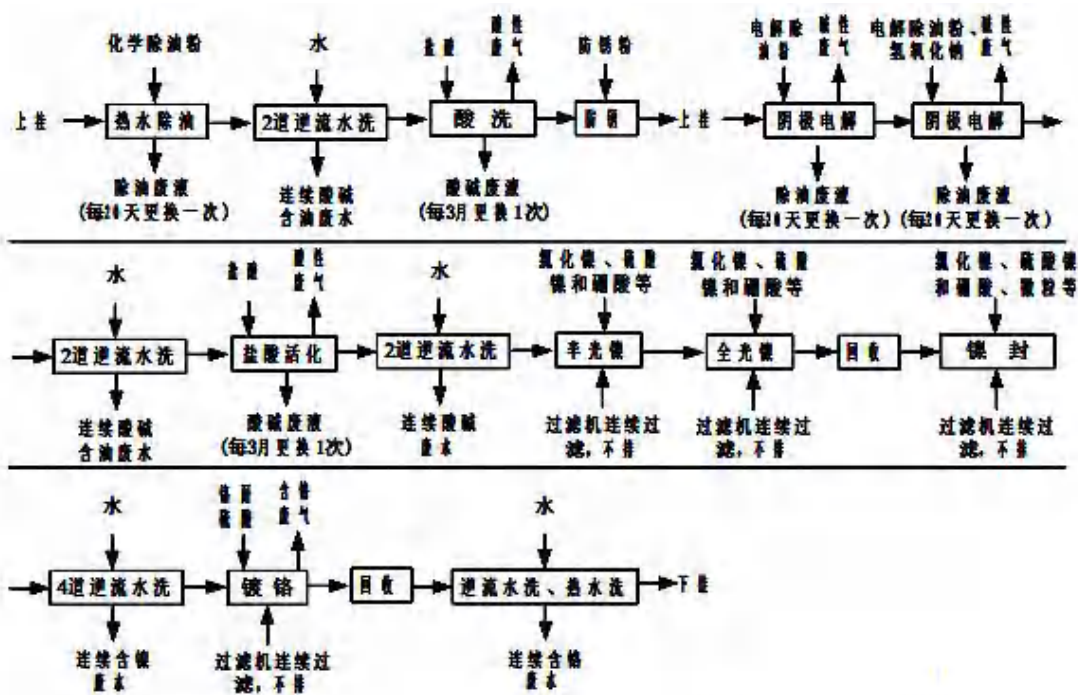 化学除油粉
水
盐酸
酸性
废气
防锈粉
电解除
油粉
碱性
废气
电解除油粉、
氢氧化钠
碱性
废气
上挂
热水除油
2道逆流水洗
酸 洗
防锈
上挂
阴极电解
阴极电解
除油废液
(每20天更换一次)
连续酸碱
含油废水
酸碱废液
(每3月更换1次)
除油废液
(每20天更换一次)
除油废液
(每20天更换一次)
水
盐酸
酸性
废气
水
氯化镍、硫酸
镍和硼酸等
氯化镍、硫酸
镍和硼酸等
氯化镍、硫酸镍
和硼酸、微粒等
2道逆流水洗
盐酸活化
2道逆流水洗
半光镍
全光镍
回收
镍 封
连续酸碱
含油废水
酸碱废液
(每3月更换1次)
连续酸碱
废水
过滤机连续过
滤，不排
过滤机连续过
滤，不排
过滤机连续过
滤，不排
水
铬酐
硫酸
含铬
废气
水
4道逆流水洗
镀铬
回收
逆流水洗、热水洗
下挂
连续含镍
废水
过滤机连续过
滤，不排
连续含铬
废水